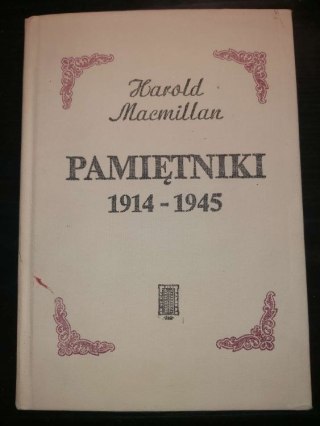 Harold
Macmillan
PAMIĘTNIKI
1914-1945